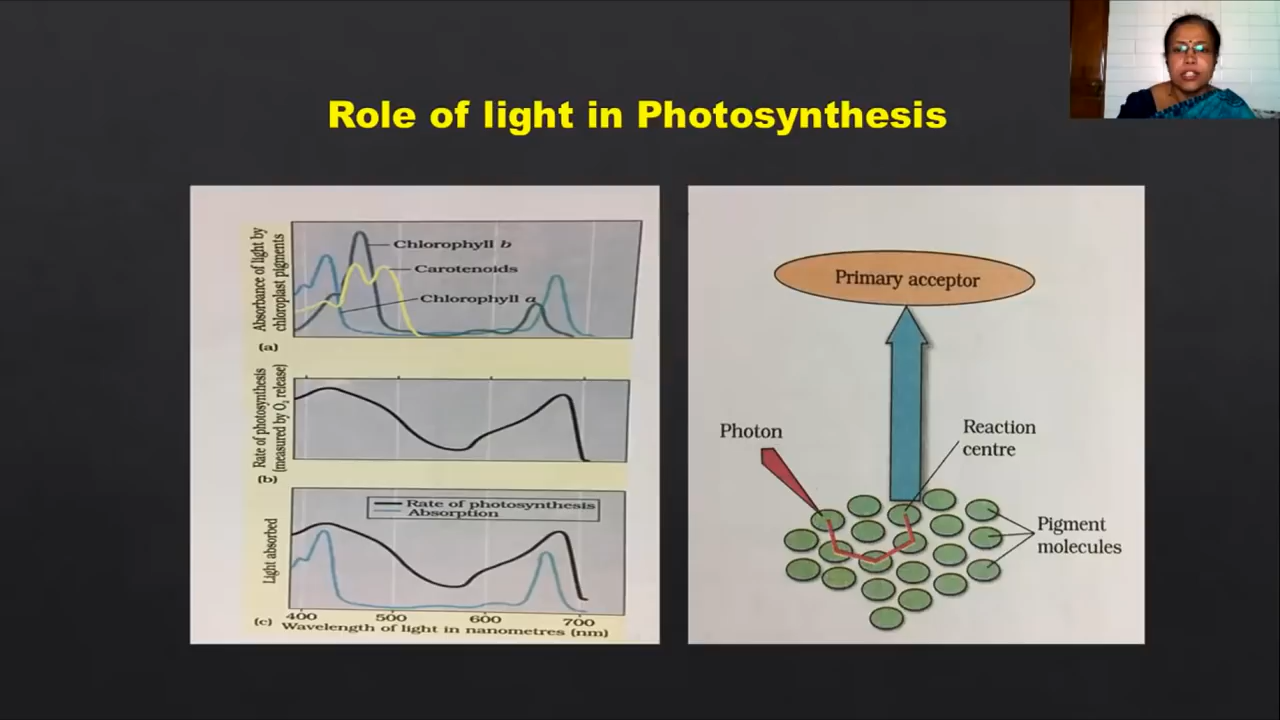 Role of light in Photosynthesis
Absorbance of light by
chloroplast pigments
Chlorophyll b
Carotenoids
Chlorophyll a
(a)
Rate of photosynthesis
(measured by O2 release)
(b)
Light absorbed
Rate of photosynthesis
Absorption
400 500 600 700
(c) Wavelength of light in nanometres (nm)
Primary acceptor
Photon
Reaction
centre
Pigment
molecules